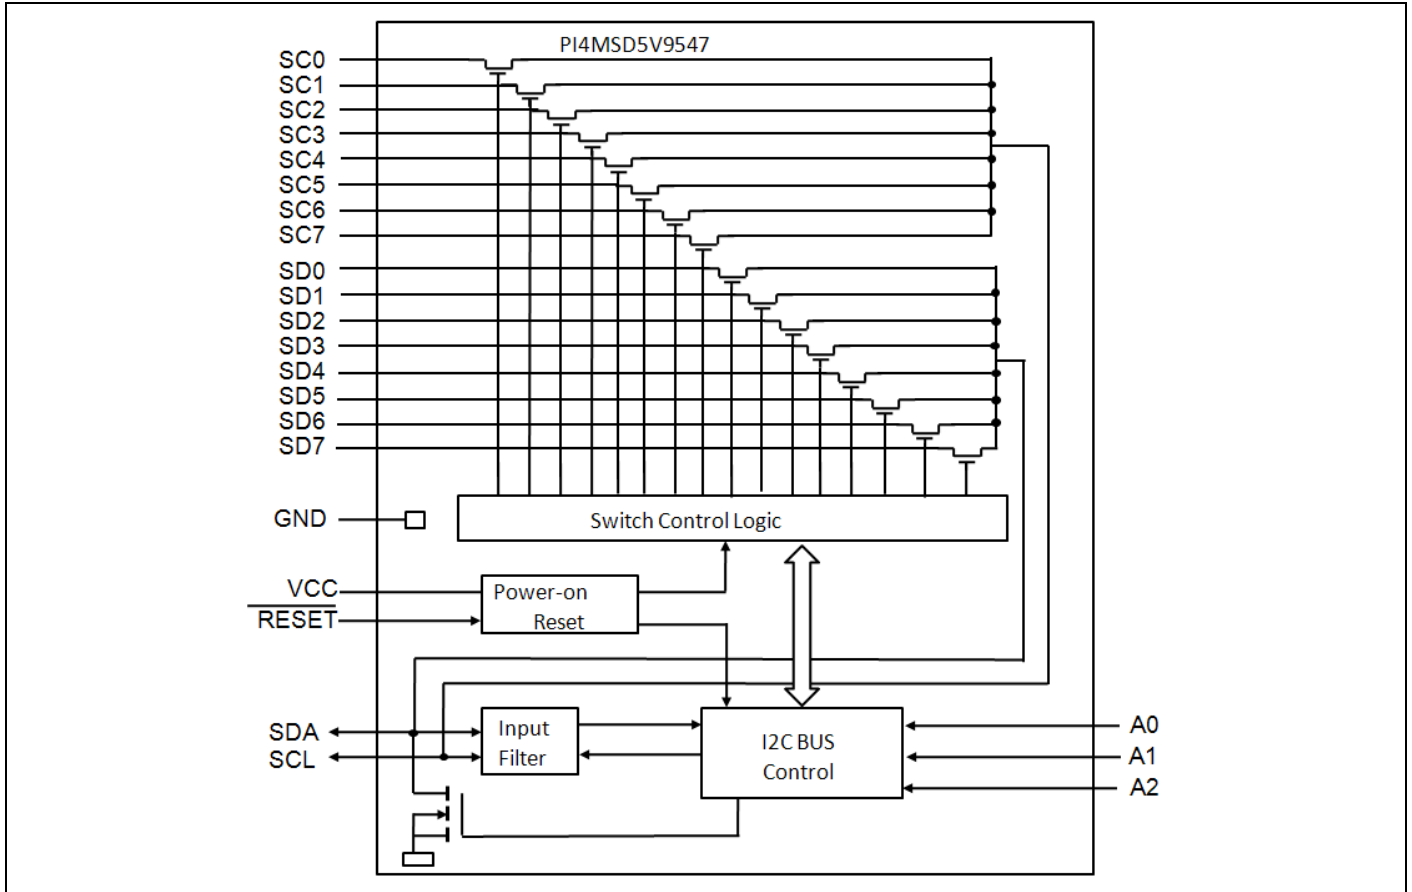 PI4MSD5V9547
SC0
SC1
SC2
SC3
SC4
SC5
SC6
SC7
SD0
SD1
SD2
SD3
SD4
SD5
SD6
SD7
GND
Switch Control Logic
VCC
RESET
Power-on
Reset
SDA
SCL
Input
Filter
I2C BUS
Control
A0
A1
A2